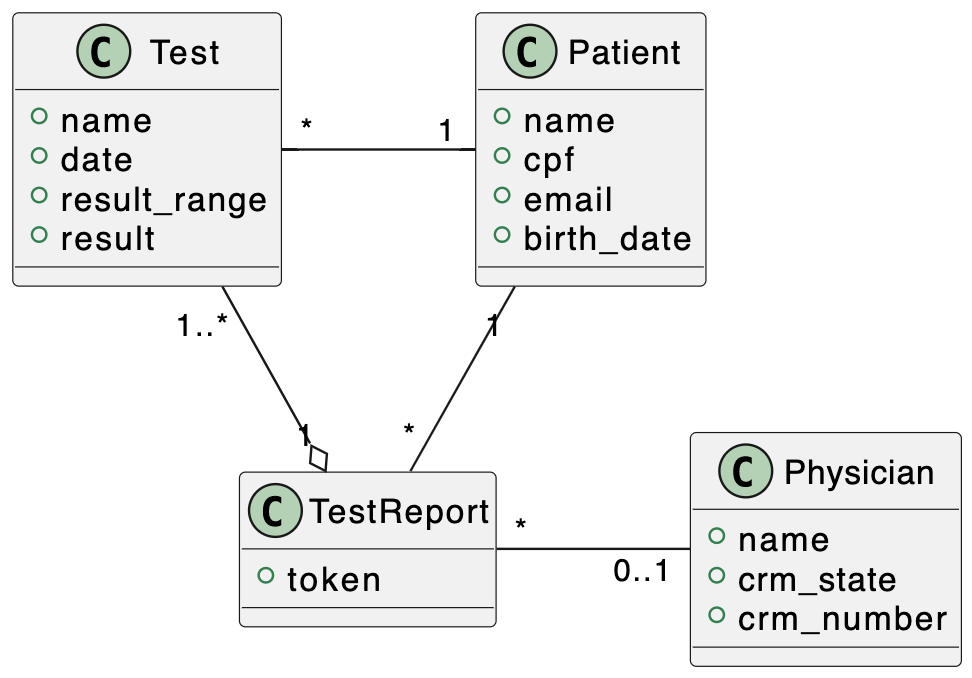 C Test
name
date
result_range
result
* 1
C Patient
name
cpf
email
birth_date
1..*
1
1
*
C TestReport
token
*
0..1
C Physician
name
crm_state
crm_number